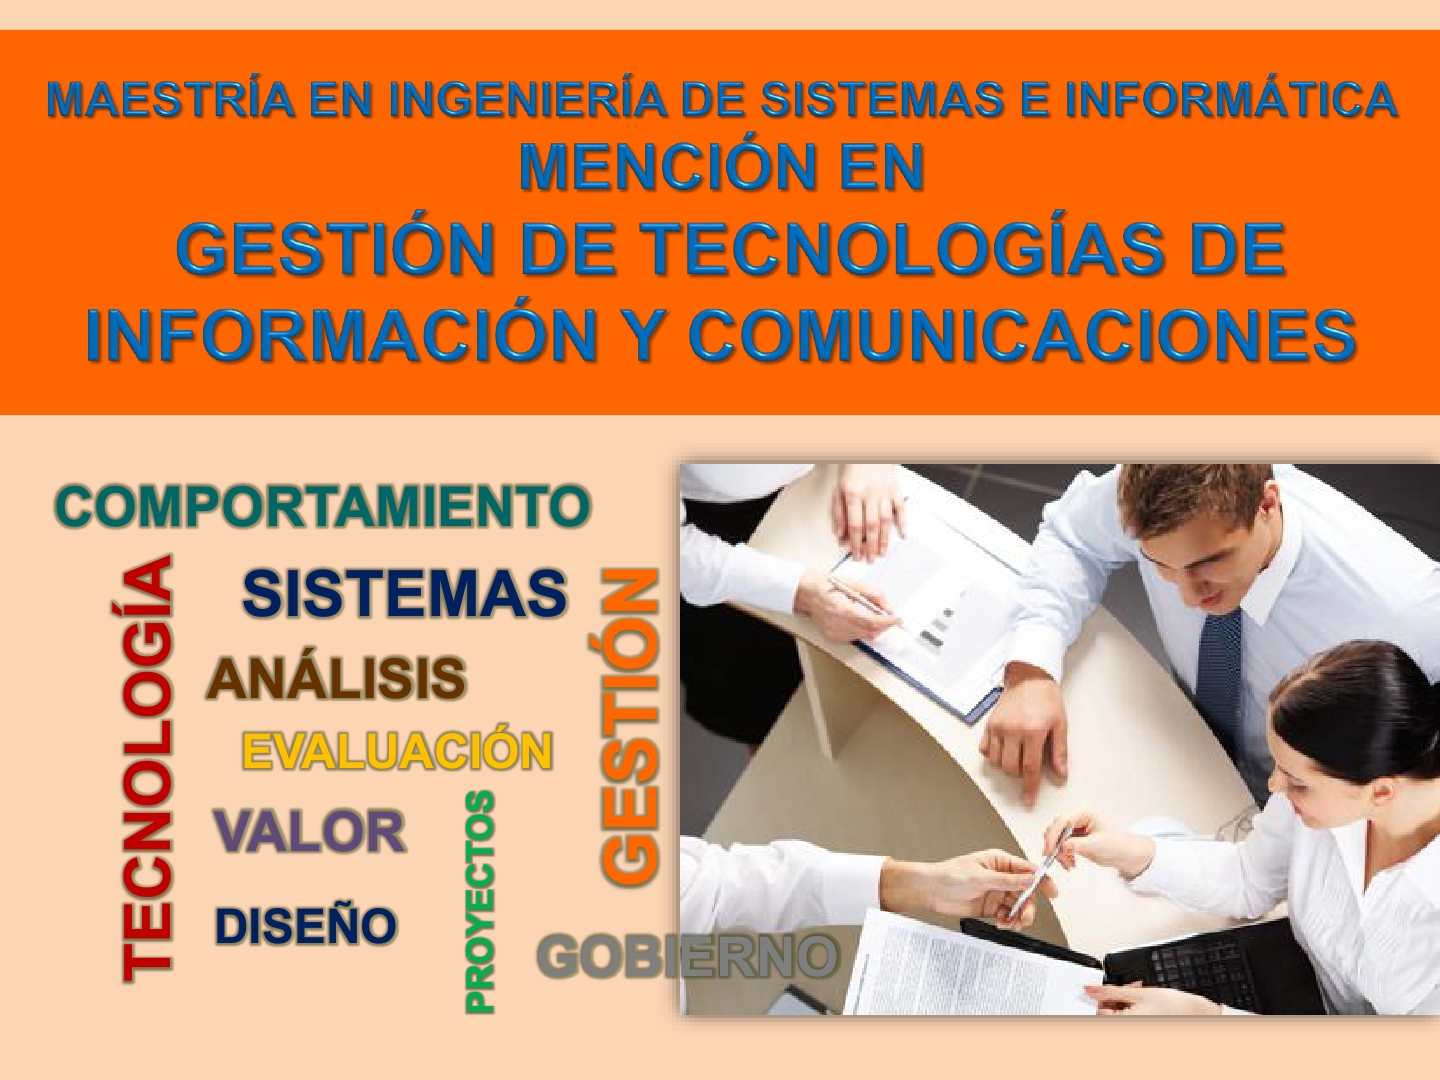 MAESTRÍA EN INGENIERÍA DE SISTEMAS E INFORMÁTICA
MENCIÓN EN
GESTIÓN DE TECNOLOGÍAS DE
INFORMACIÓN Y COMUNICACIONES
COMPORTAMIENTO
TECNOLOGÍA
SISTEMAS
GESTIÓN
ANÁLISIS
EVALUACIÓN
VALOR
PROYECTOS
DISEÑO
GOBIERNO